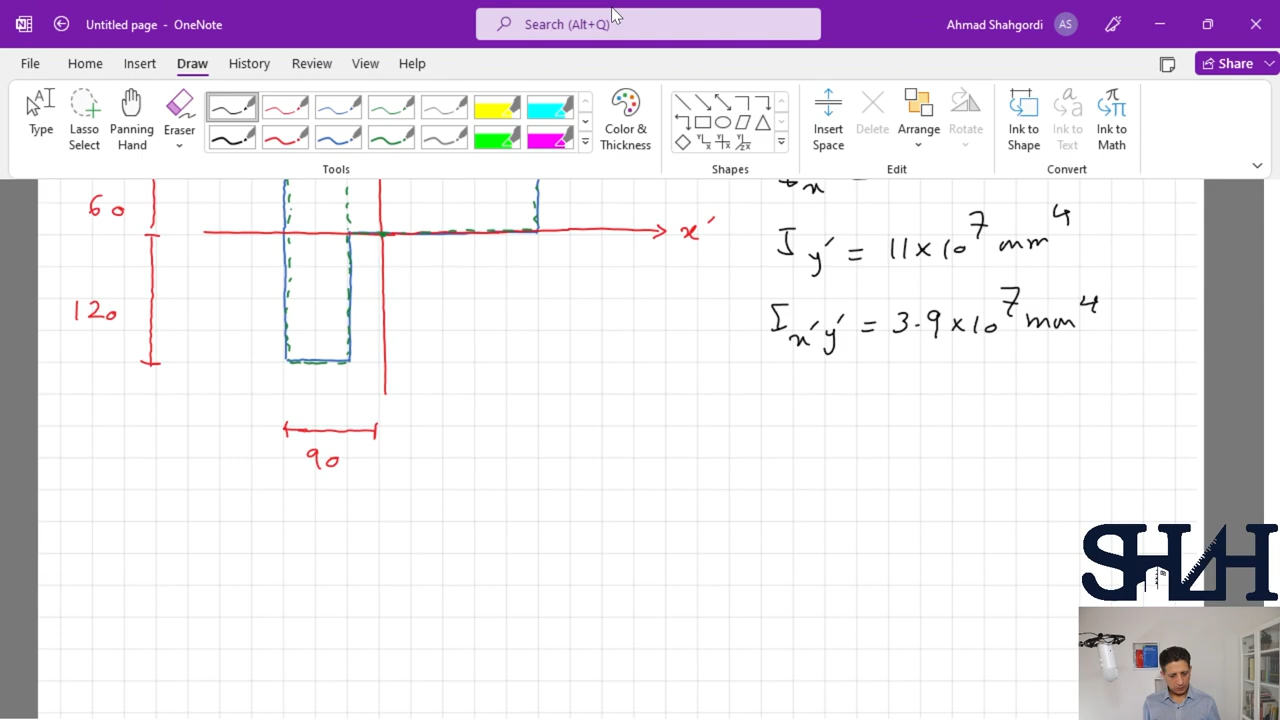 Untitled page - OneNote
Search (Alt+Q)
Ahmad Shahgordi
AS
File Home Insert Draw History Review View Help
Share
Type
Lasso Select
Panning Hand
Eraser
Color & Thickness
Insert Space
Delete
Arrange
Rotate
Ink to Shape
Ink to Text
Ink to Math
Tools
Shapes
Edit
Convert
60
x′
120
90
I y′ = 11 × 10^7 mm^4
I x′y′ = 3.9 × 10^7 mm^4
SHAH